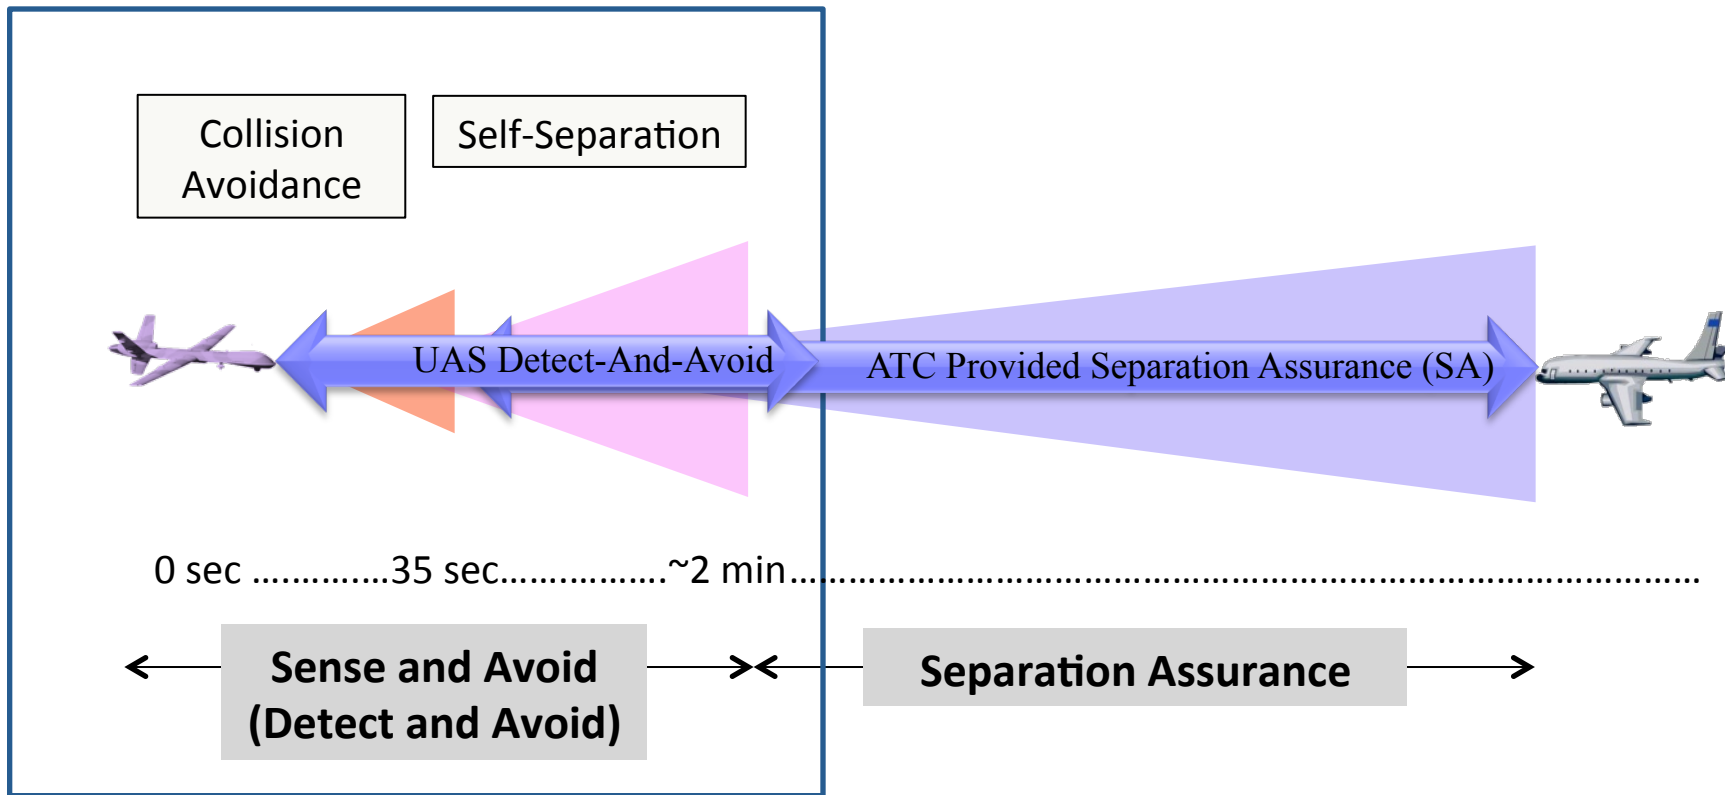 Collision
Avoidance
Self-Separation
UAS Detect-And-Avoid
ATC Provided Separation Assurance (SA)
0 sec ….…….…35 sec…….……….~2 min……………………………………………………………………………
Sense and Avoid
(Detect and Avoid)
Separation Assurance